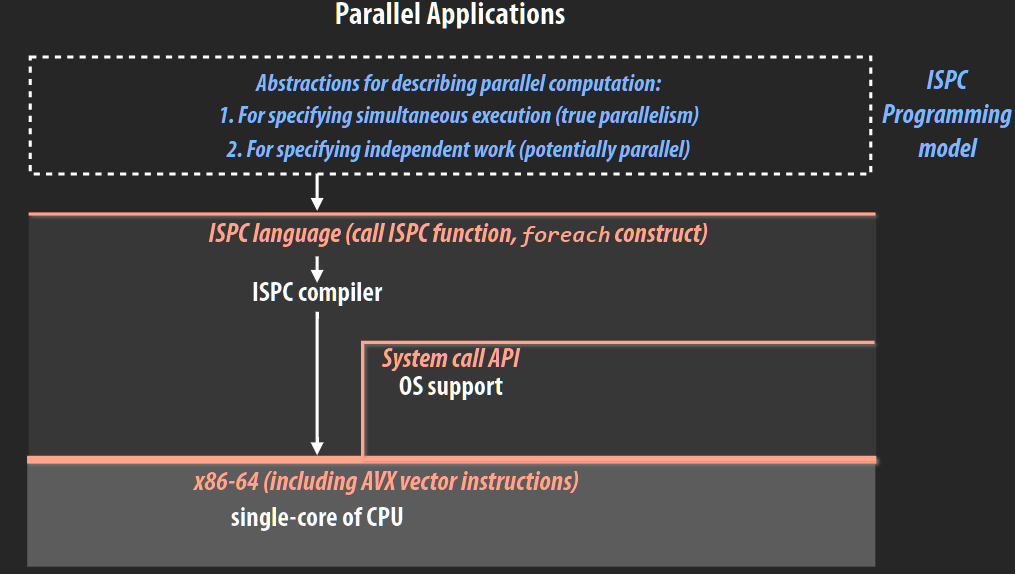 Parallel Applications
Abstractions for describing parallel computation:
1. For specifying simultaneous execution (true parallelism)
2. For specifying independent work (potentially parallel)
ISPC
Programming
model
ISPC language (call ISPC function, foreach construct)
ISPC compiler
System call API
OS support
x86-64 (including AVX vector instructions)
single-core of CPU